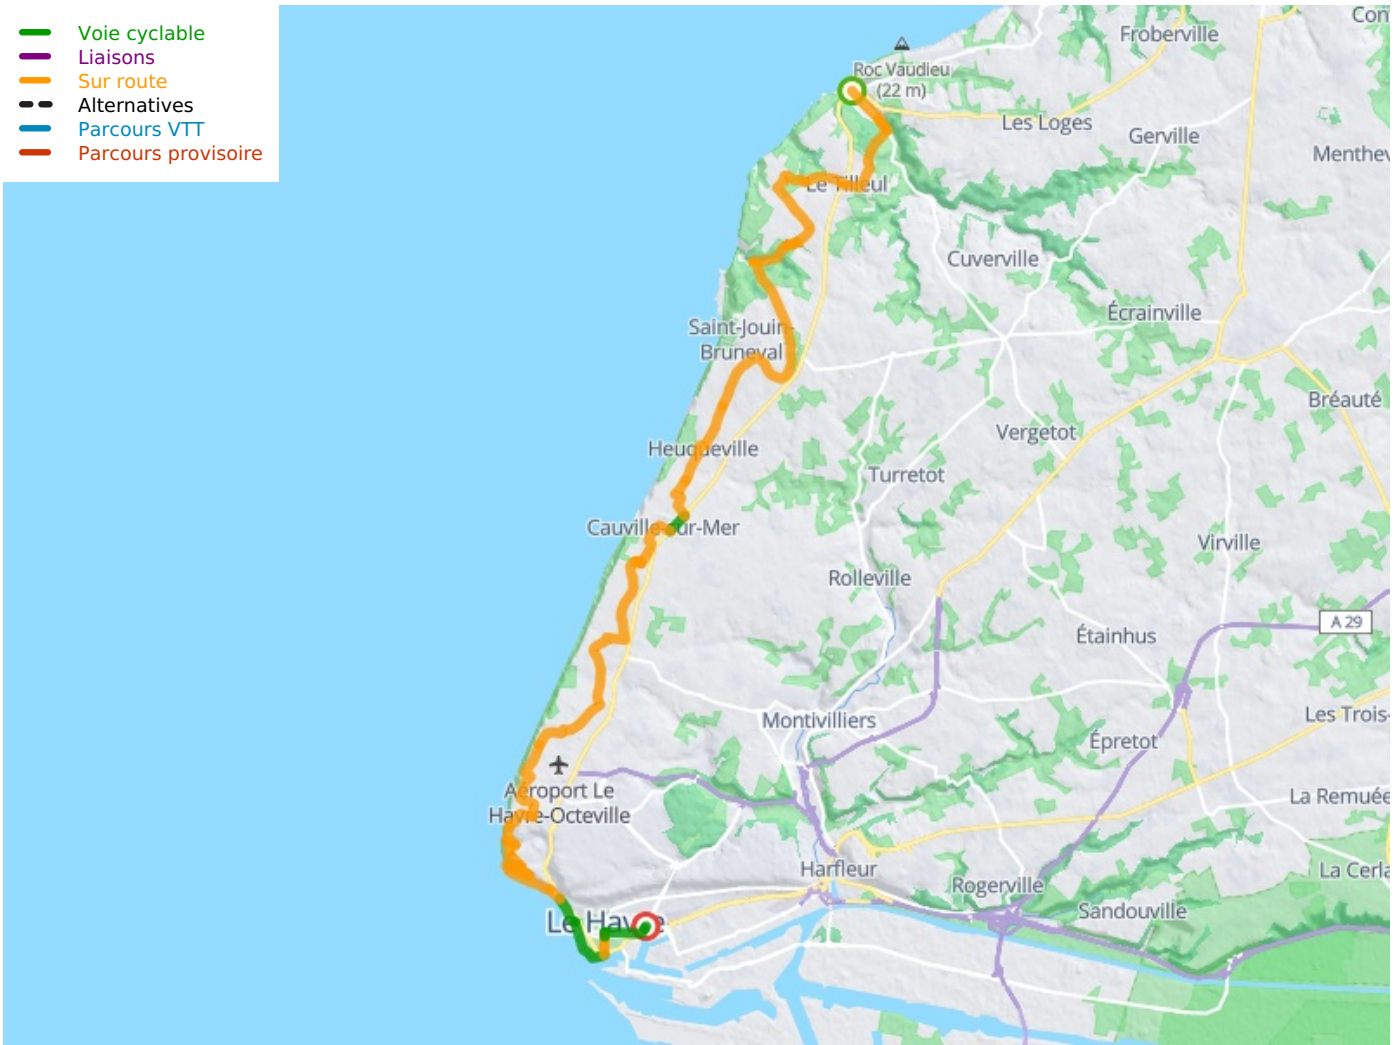 Voie cyclable
Liaisons
Sur route
Alternatives
Parcours VTT
Parcours provisoire
Froberville
Roc Vaudieu
(22 m)
Les Loges
Gerville
Le Tilleul
Cuverville
Écrainville
Saint-Jouin-
Bruneval
Bréauté
Vergetot
Heuqueville
Turretot
Cauville-sur-Mer
Virville
Rolleville
A 29
Étainhus
Montivilliers
Les Trois-
Épretot
Aéroport Le
Havre-Octeville
La Remuée
Harfleur
Rogerville
Sandouville
Le Havre